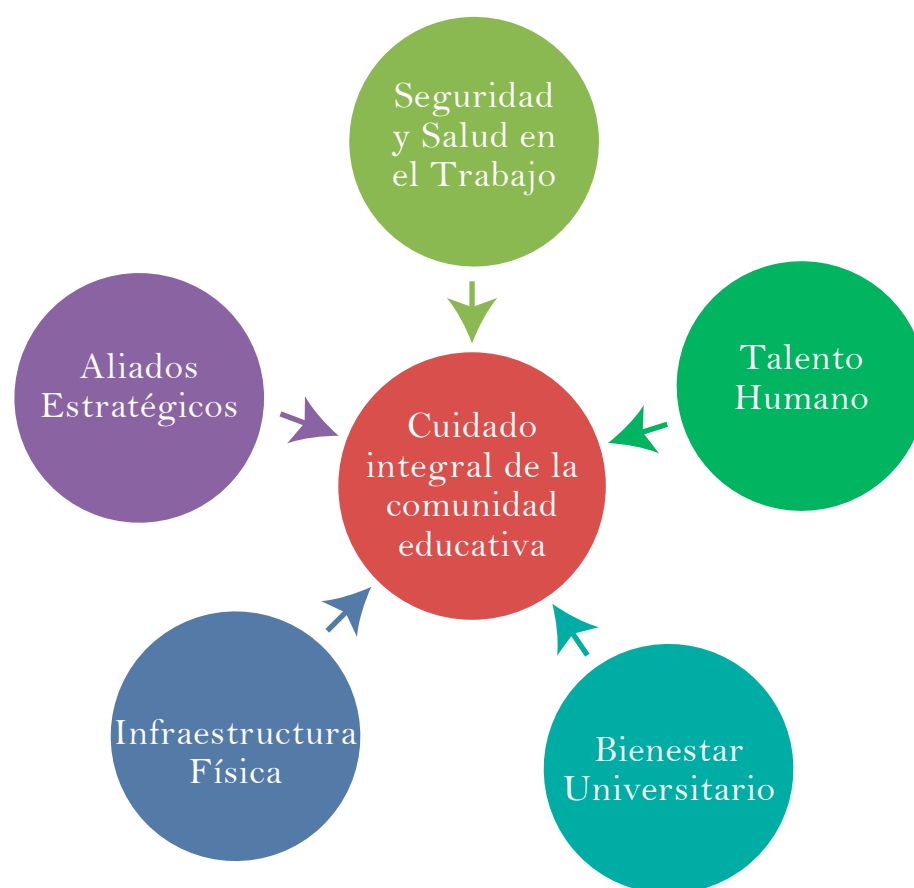 Seguridad
y Salud en
el Trabajo
Talento
Humano
Aliados
Estratégicos
Cuidado
integral de la
comunidad
educativa
Infraestructura
Física
Bienestar
Universitario